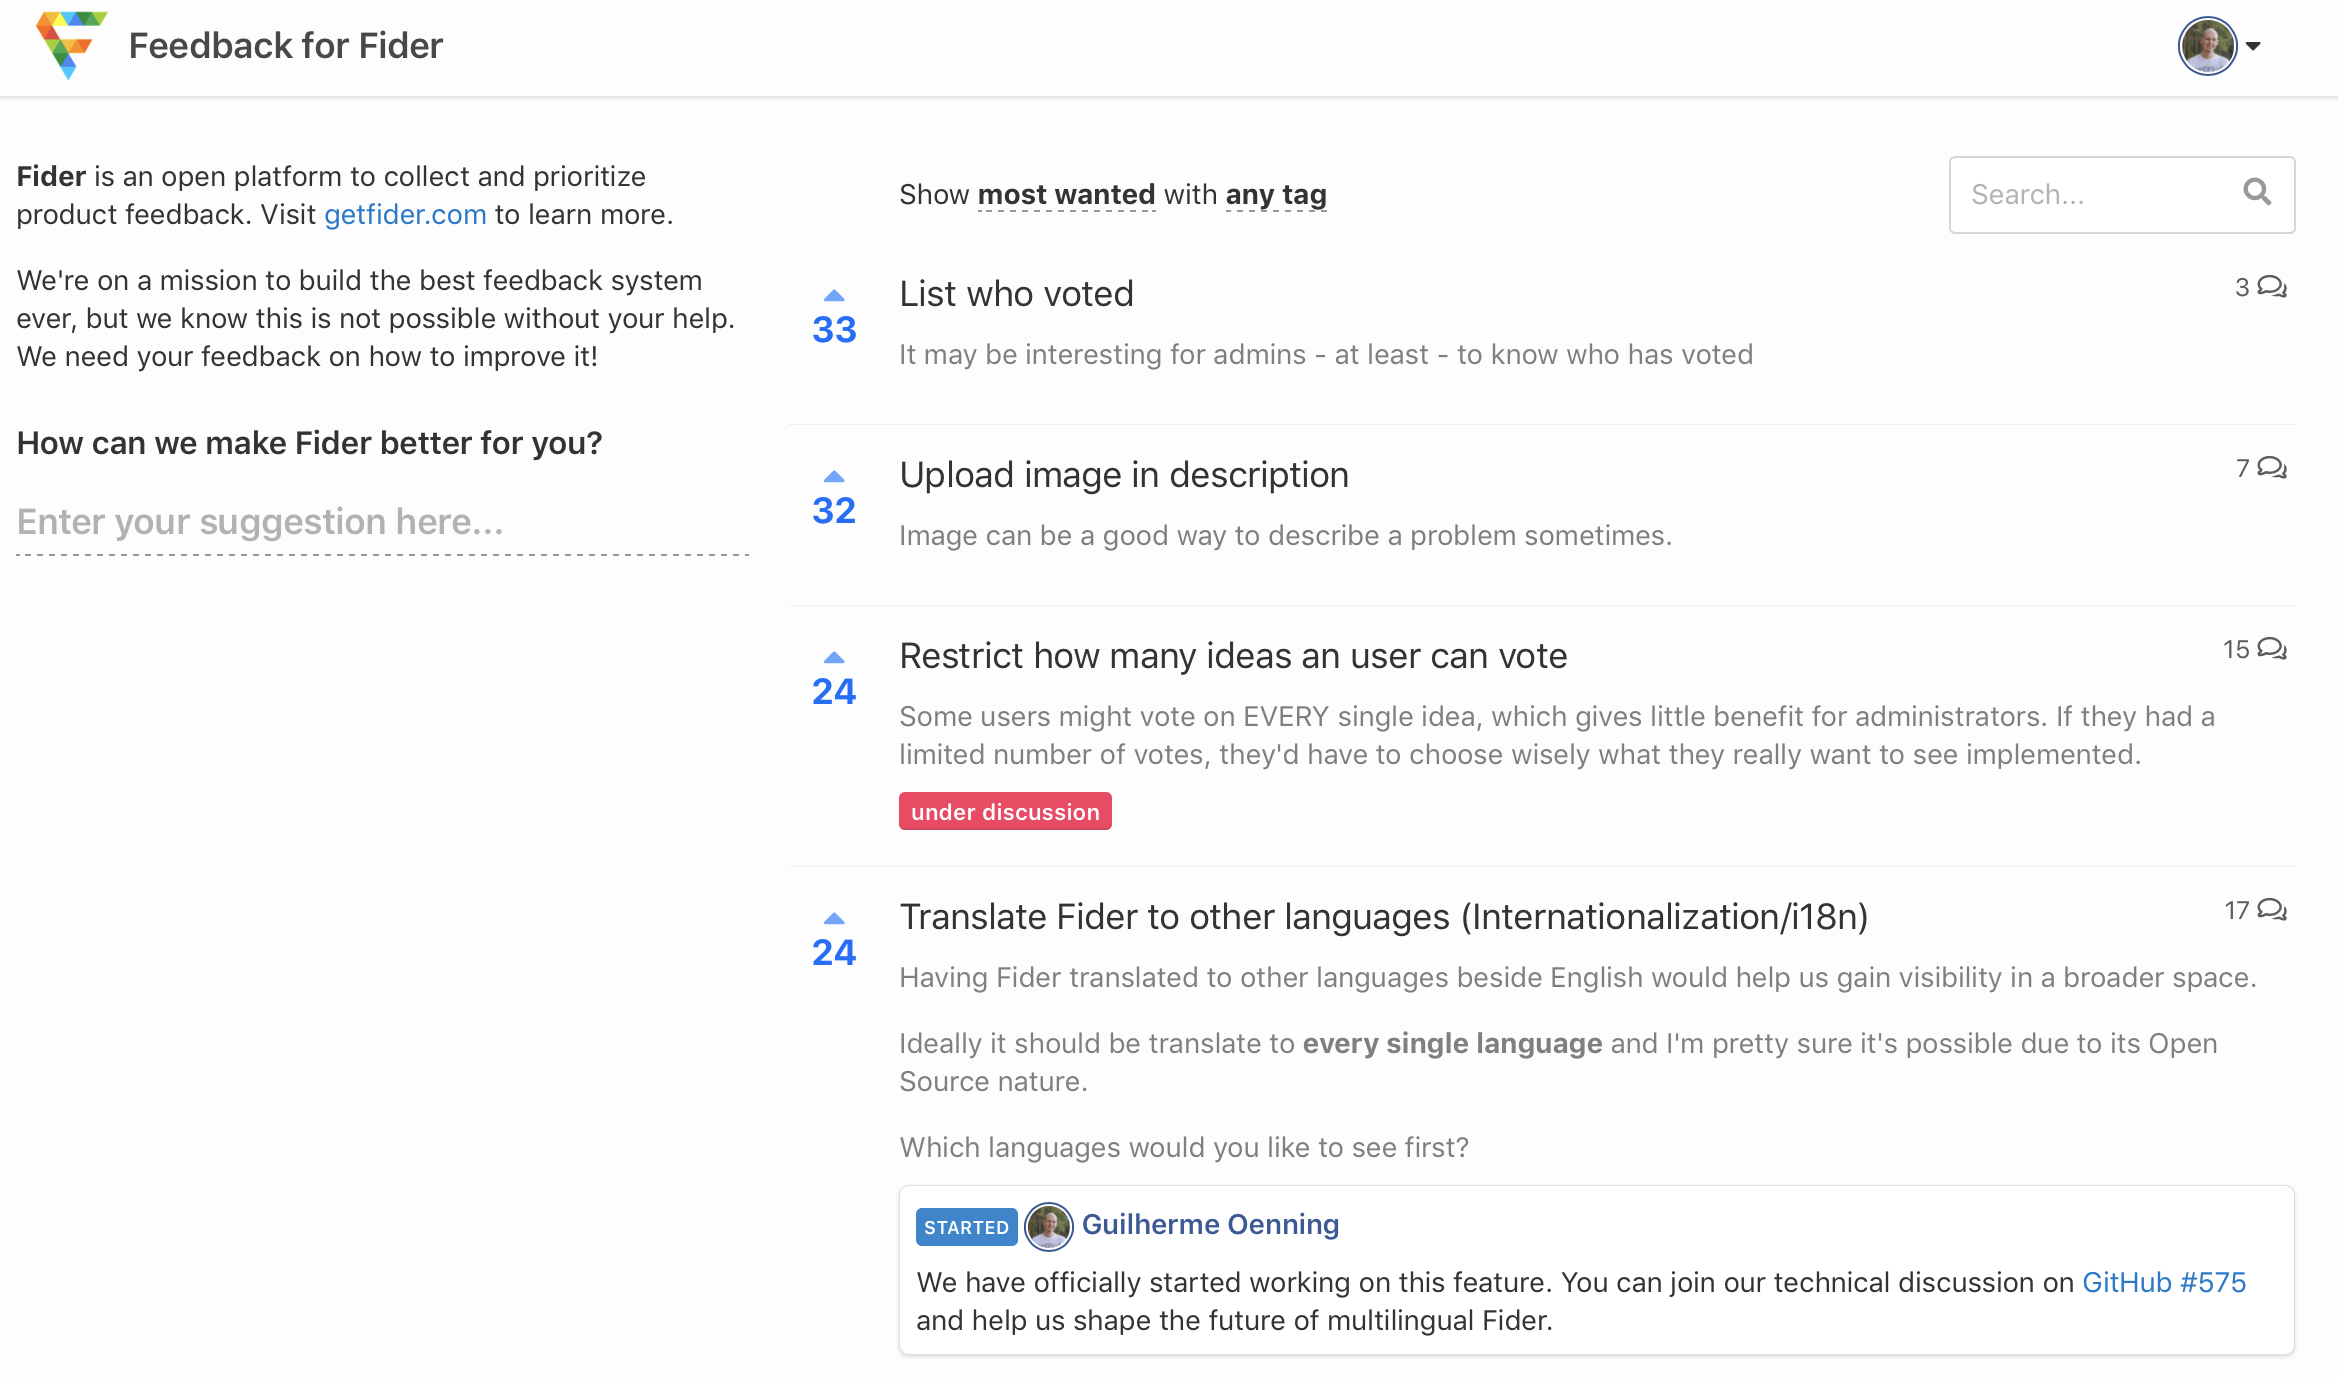 Feedback for Fider
Fider is an open platform to collect and prioritize
product feedback. Visit getfider.com to learn more.
We're on a mission to build the best feedback system
ever, but we know this is not possible without your help.
We need your feedback on how to improve it!
How can we make Fider better for you?
Enter your suggestion here...
Show most wanted with any tag
Search...
33
List who voted
3
It may be interesting for admins - at least - to know who has voted
32
Upload image in description
7
Image can be a good way to describe a problem sometimes.
24
Restrict how many ideas an user can vote
15
Some users might vote on EVERY single idea, which gives little benefit for administrators. If they had a
limited number of votes, they'd have to choose wisely what they really want to see implemented.
under discussion
24
Translate Fider to other languages (Internationalization/i18n)
17
Having Fider translated to other languages beside English would help us gain visibility in a broader space.
Ideally it should be translate to every single language and I'm pretty sure it's possible due to its Open
Source nature.
Which languages would you like to see first?
STARTED Guilherme Oenning
We have officially started working on this feature. You can join our technical discussion on GitHub #575
and help us shape the future of multilingual Fider.